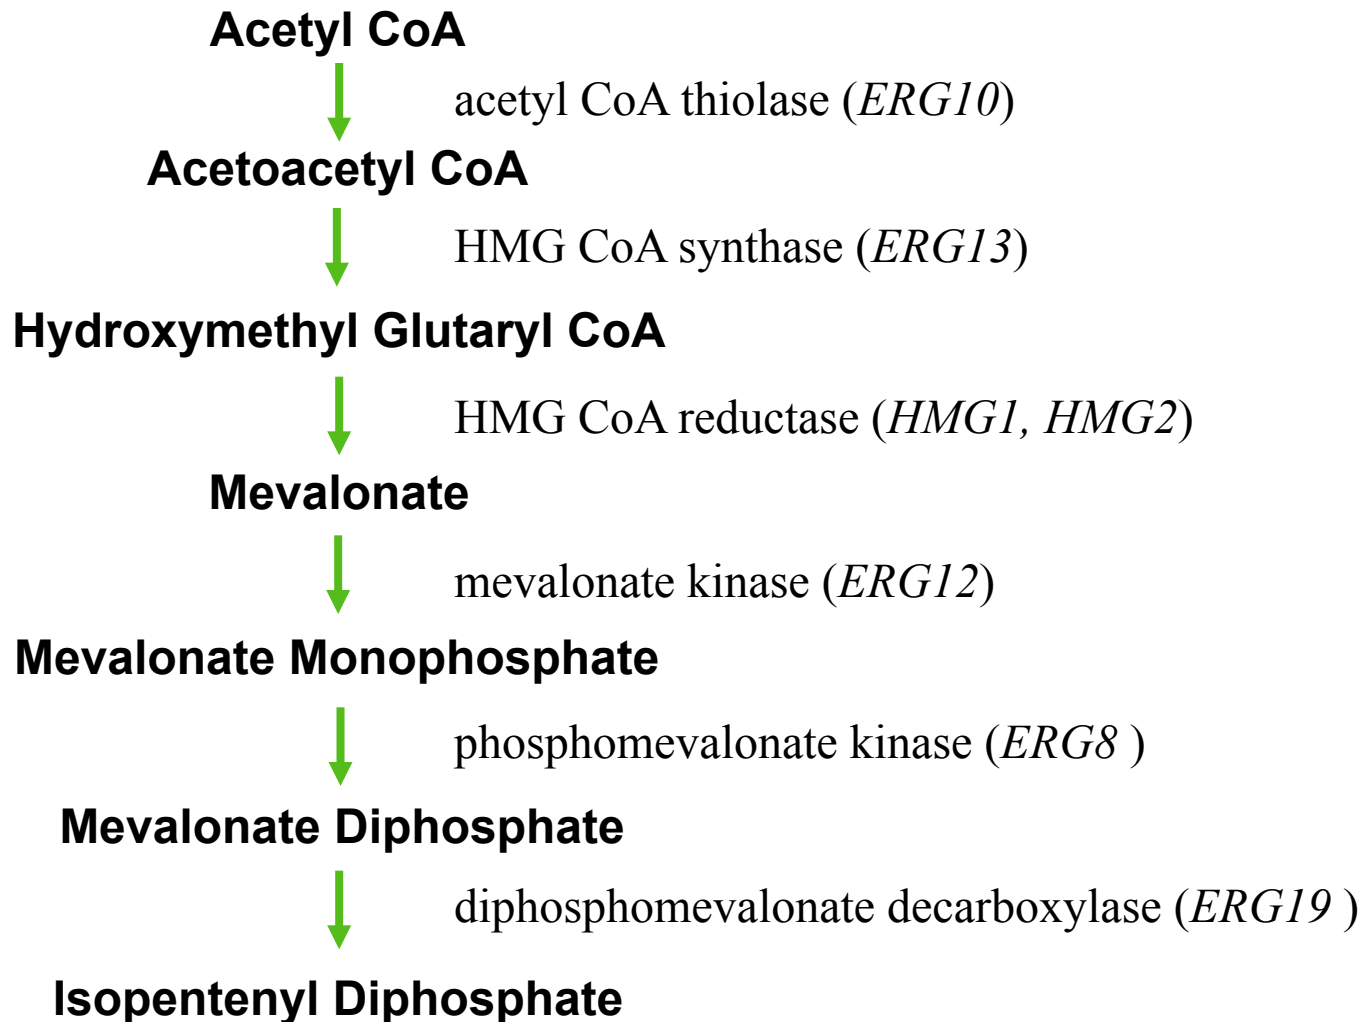 Acetyl CoA
acetyl CoA thiolase (ERG10)
Acetoacetyl CoA
HMG CoA synthase (ERG13)
Hydroxymethyl Glutaryl CoA
HMG CoA reductase (HMG1, HMG2)
Mevalonate
mevalonate kinase (ERG12)
Mevalonate Monophosphate
phosphomevalonate kinase (ERG8 )
Mevalonate Diphosphate
diphosphomevalonate decarboxylase (ERG19 )
Isopentenyl Diphosphate